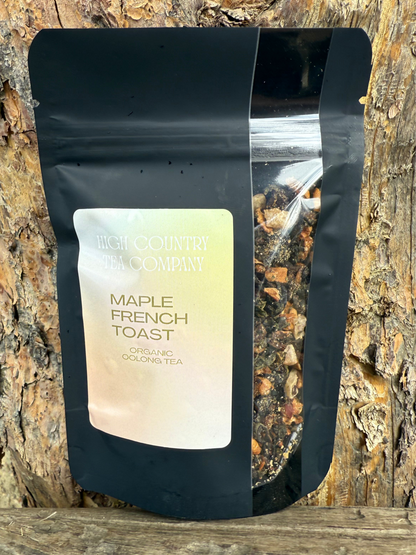 HIGH COUNTRY
TEA COMPANY
MAPLE
FRENCH
TOAST
ORGANIC
OOLONG TEA